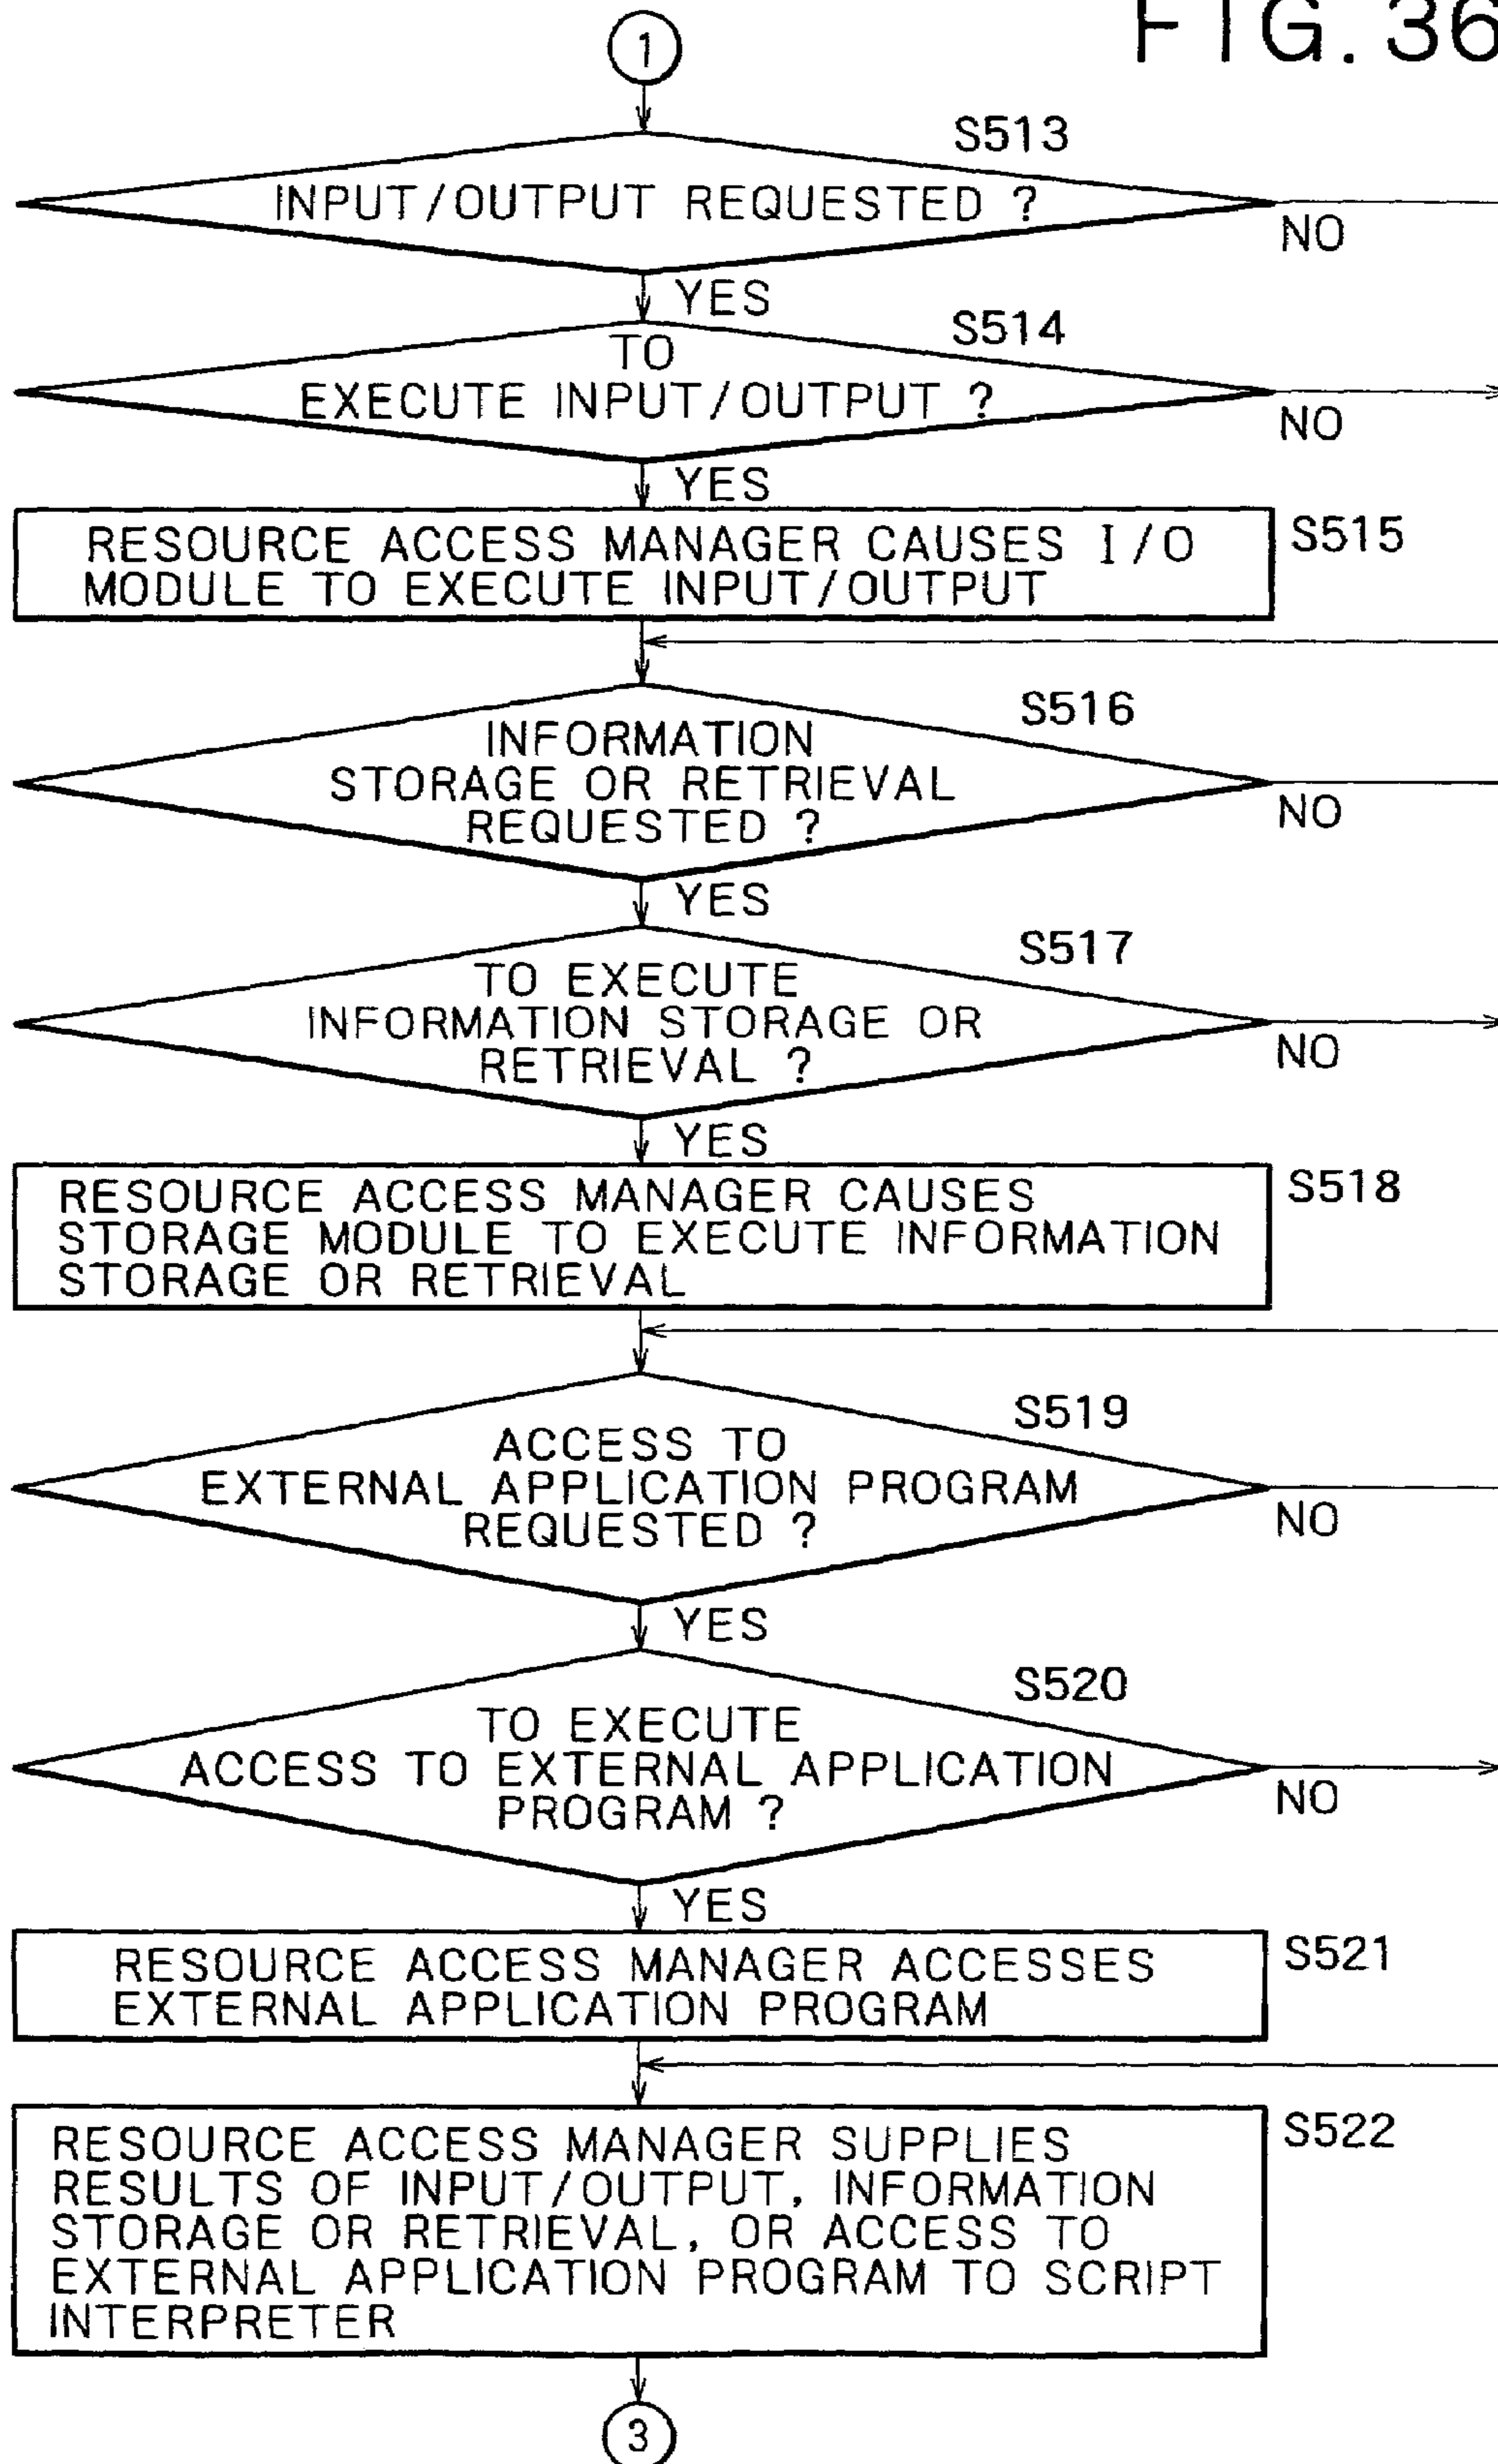 FIG. 36
1
S513
INPUT/OUTPUT REQUESTED ?
NO
YES
S514
TO
EXECUTE INPUT/OUTPUT ?
NO
YES
RESOURCE ACCESS MANAGER CAUSES I/O
MODULE TO EXECUTE INPUT/OUTPUT
S515
S516
INFORMATION
STORAGE OR RETRIEVAL
REQUESTED ?
NO
YES
S517
TO EXECUTE
INFORMATION STORAGE OR
RETRIEVAL ?
NO
YES
RESOURCE ACCESS MANAGER CAUSES
STORAGE MODULE TO EXECUTE INFORMATION
STORAGE OR RETRIEVAL
S518
S519
ACCESS TO
EXTERNAL APPLICATION PROGRAM
REQUESTED ?
NO
YES
S520
TO EXECUTE
ACCESS TO EXTERNAL APPLICATION
PROGRAM ?
NO
YES
RESOURCE ACCESS MANAGER ACCESSES
EXTERNAL APPLICATION PROGRAM
S521
RESOURCE ACCESS MANAGER SUPPLIES
RESULTS OF INPUT/OUTPUT, INFORMATION
STORAGE OR RETRIEVAL, OR ACCESS TO
EXTERNAL APPLICATION PROGRAM TO SCRIPT
INTERPRETER
S522
3